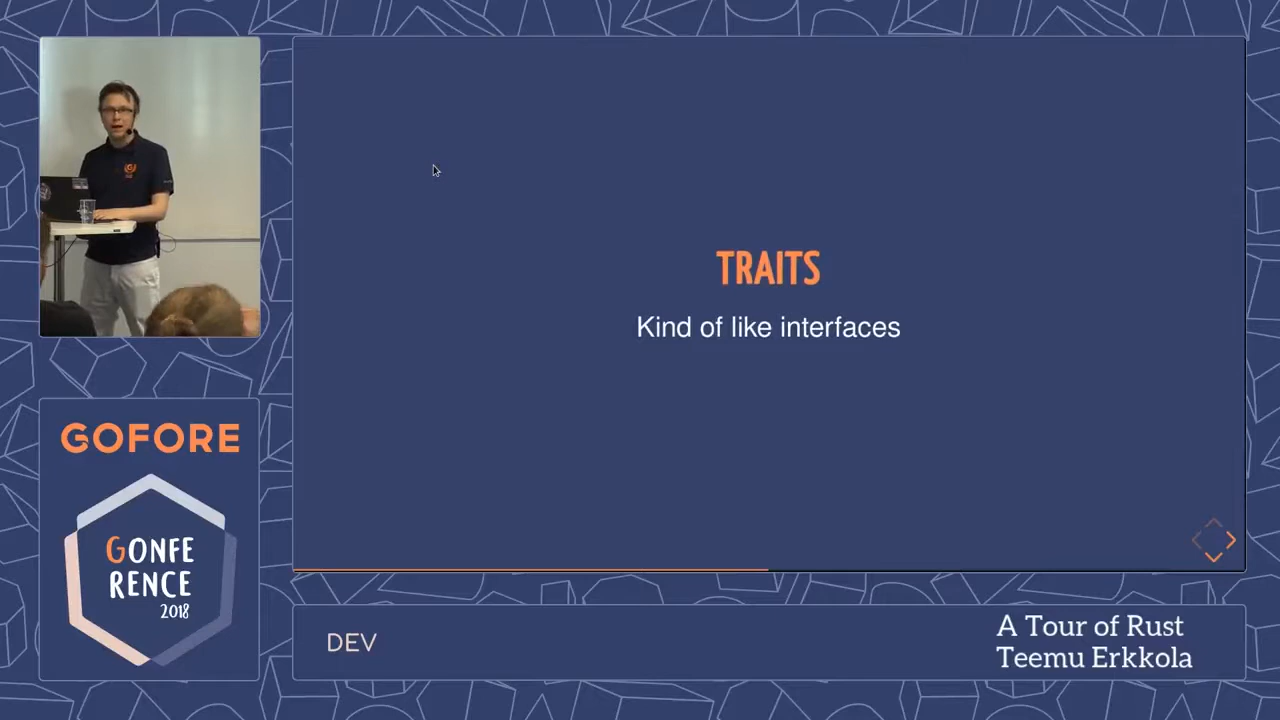 TRAITS
Kind of like interfaces
GOFORE
GONFE
RENCE
2018
DEV
A Tour of Rust
Teemu Erkkola